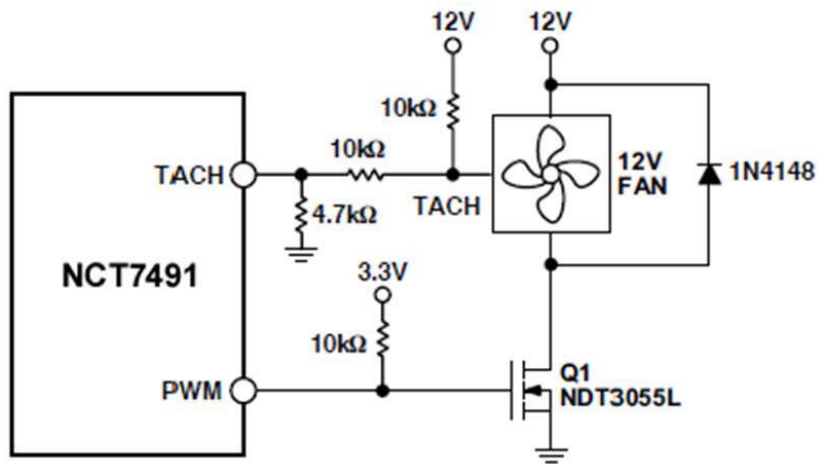 12V
12V
10kΩ
10kΩ
TACH
12V
FAN
1N4148
4.7kΩ
TACH
NCT7491
3.3V
10kΩ
PWM
Q1
NDT3055L